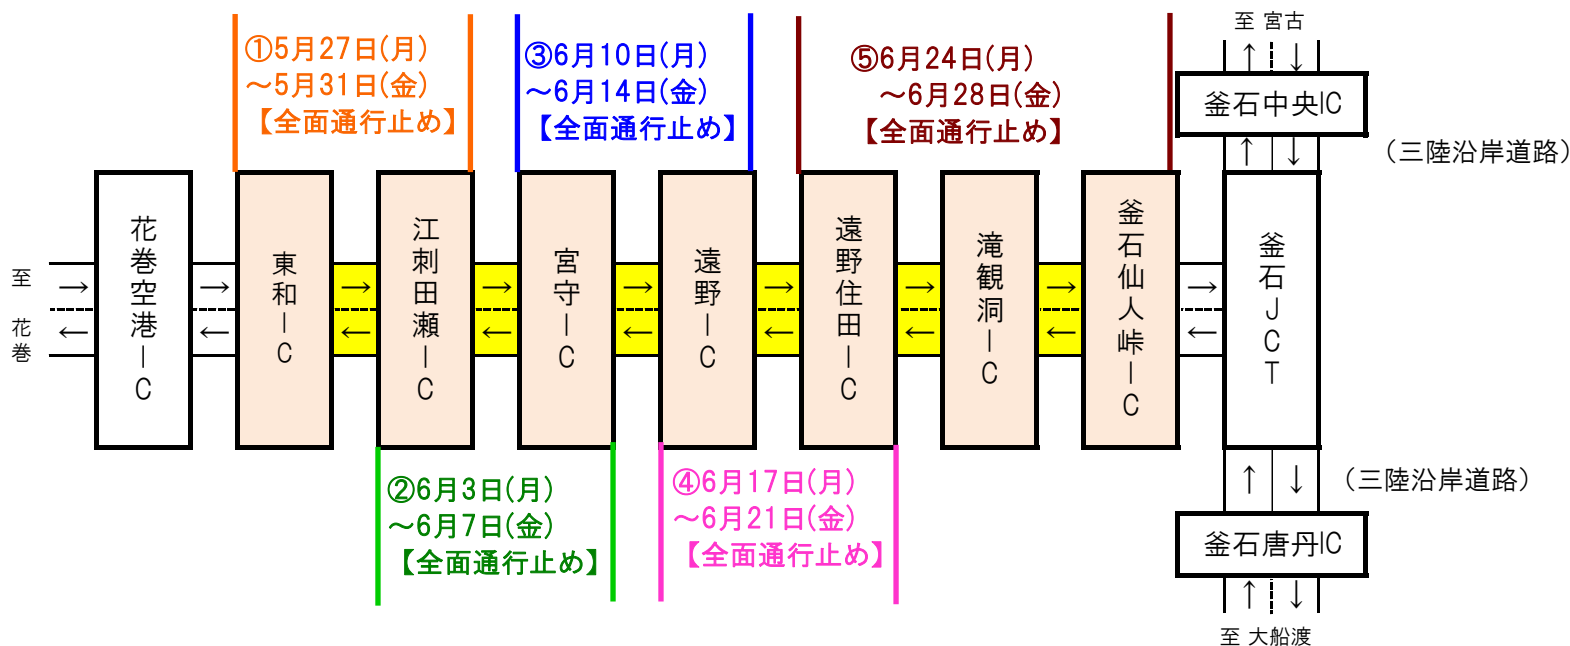 至 宮古
①5月27日(月)
～5月31日(金)
【全面通行止め】
③6月10日(月)
～6月14日(金)
【全面通行止め】
⑤6月24日(月)
～6月28日(金)
【全面通行止め】
釜石中央IC
↑
↓
(三陸沿岸道路)
↑
↓
至 花巻
→
←
花巻空港IC
→
←
東和IC
→
←
江刺田瀬IC
→
←
宮守IC
→
←
遠野IC
→
←
遠野住田IC
→
←
滝観洞IC
→
←
釜石仙人峠IC
→
←
釜石JCT
②6月3日(月)
～6月7日(金)
【全面通行止め】
④6月17日(月)
～6月21日(金)
【全面通行止め】
↑
↓
(三陸沿岸道路)
釜石唐丹IC
↑
↓
至 大船渡